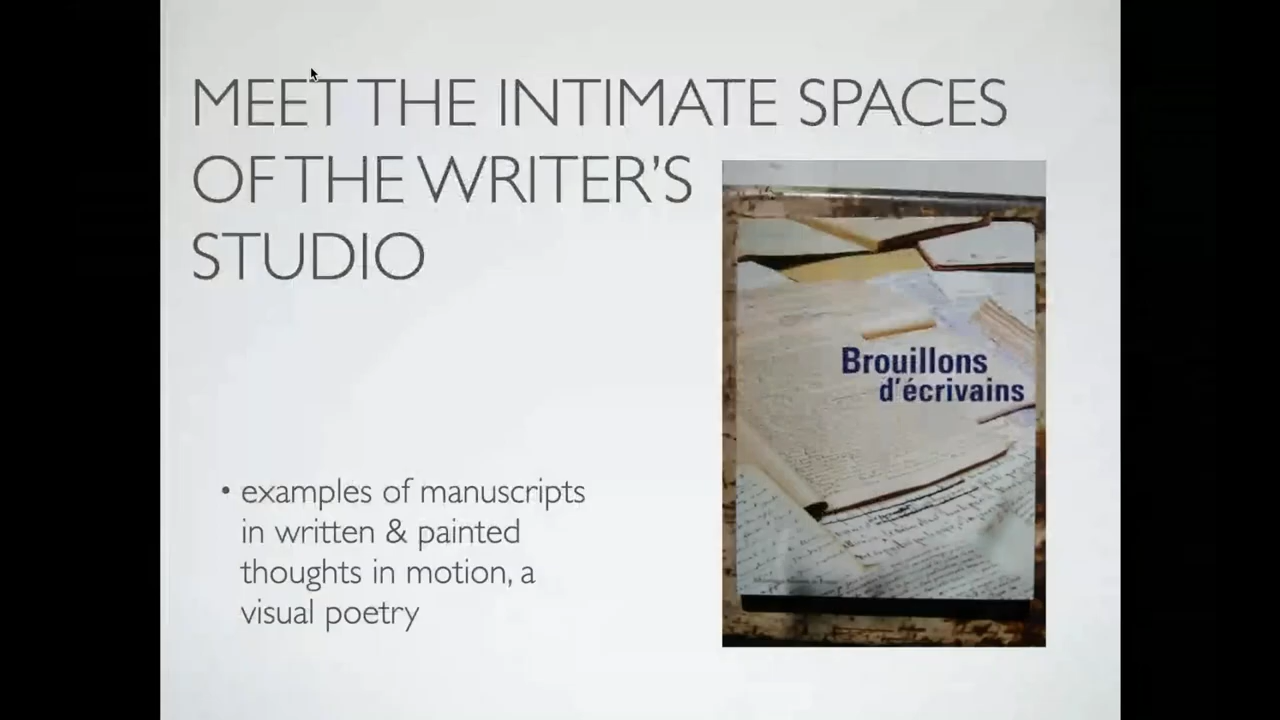 MEET THE INTIMATE SPACES
OF THE WRITER'S
STUDIO
Brouillons
d'écrivains
• examples of manuscripts
in written & painted
thoughts in motion, a
visual poetry